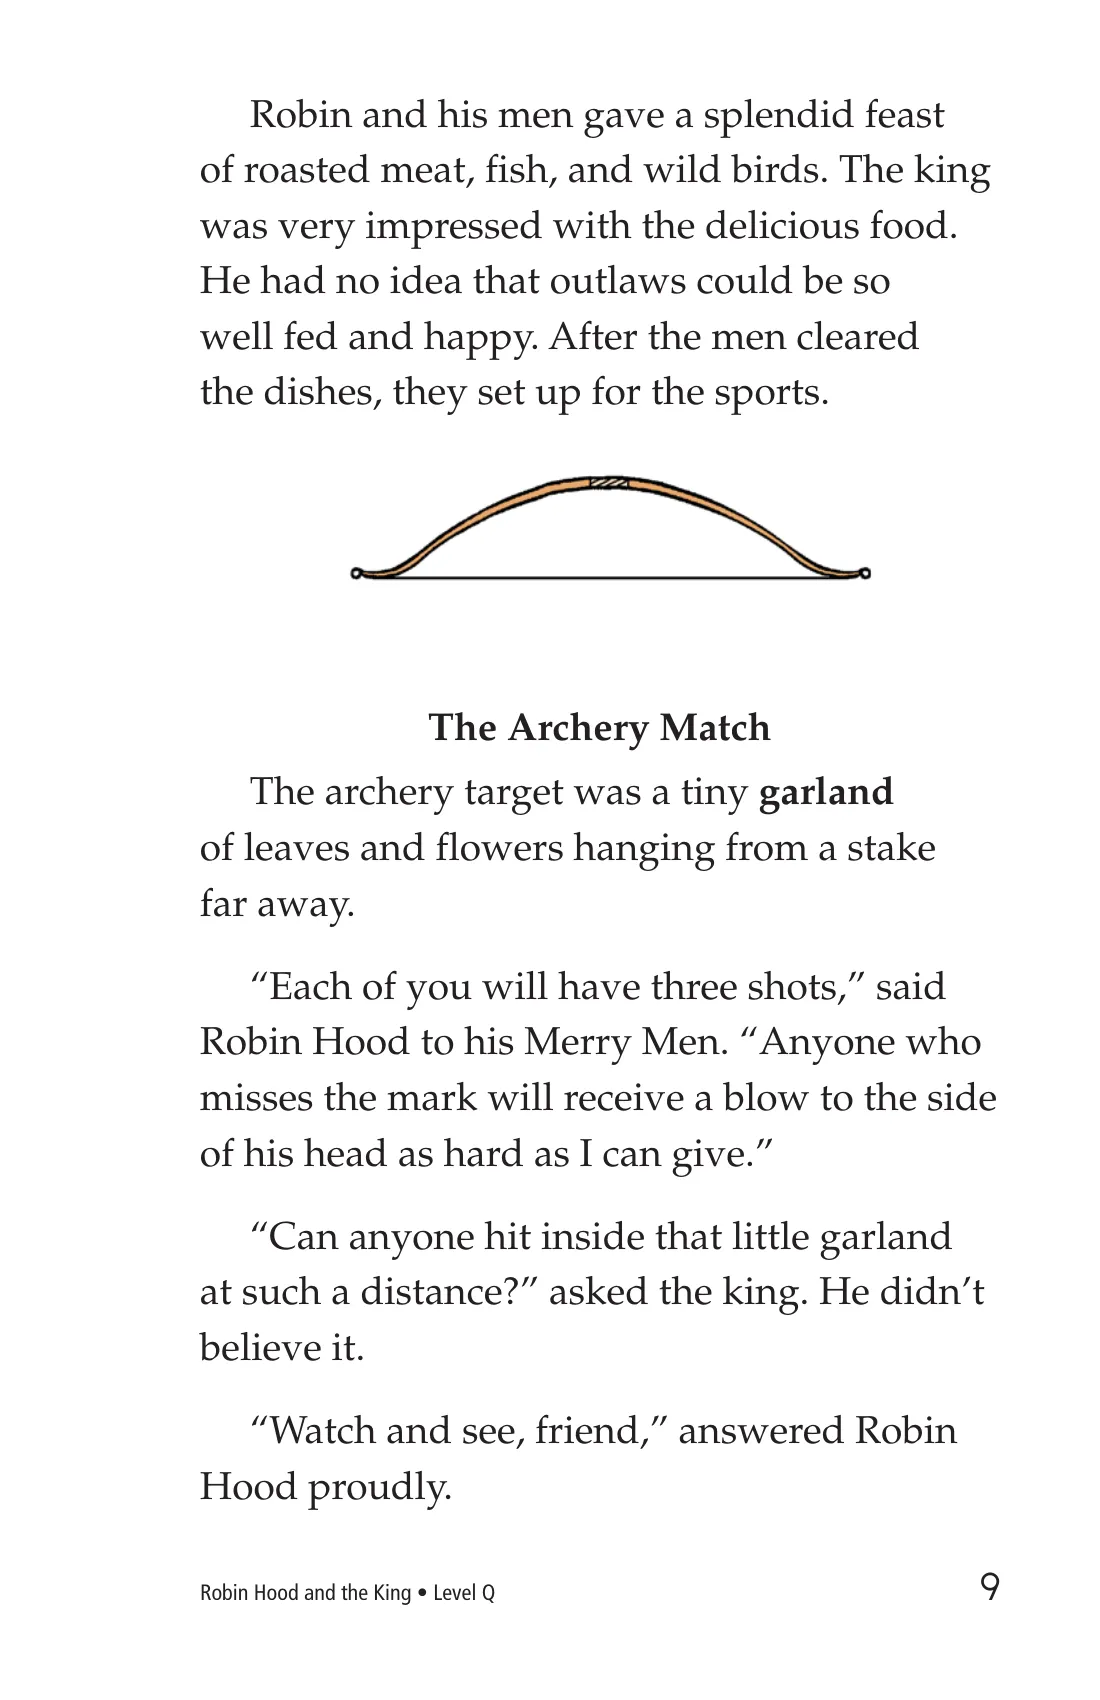 Robin and his men gave a splendid feast
of roasted meat, fish, and wild birds. The king
was very impressed with the delicious food.
He had no idea that outlaws could be so
well fed and happy. After the men cleared
the dishes, they set up for the sports.
The Archery Match
The archery target was a tiny garland
of leaves and flowers hanging from a stake
far away.
“Each of you will have three shots,” said
Robin Hood to his Merry Men. “Anyone who
misses the mark will receive a blow to the side
of his head as hard as I can give.”
“Can anyone hit inside that little garland
at such a distance?” asked the king. He didn’t
believe it.
“Watch and see, friend,” answered Robin
Hood proudly.
Robin Hood and the King • Level Q
9